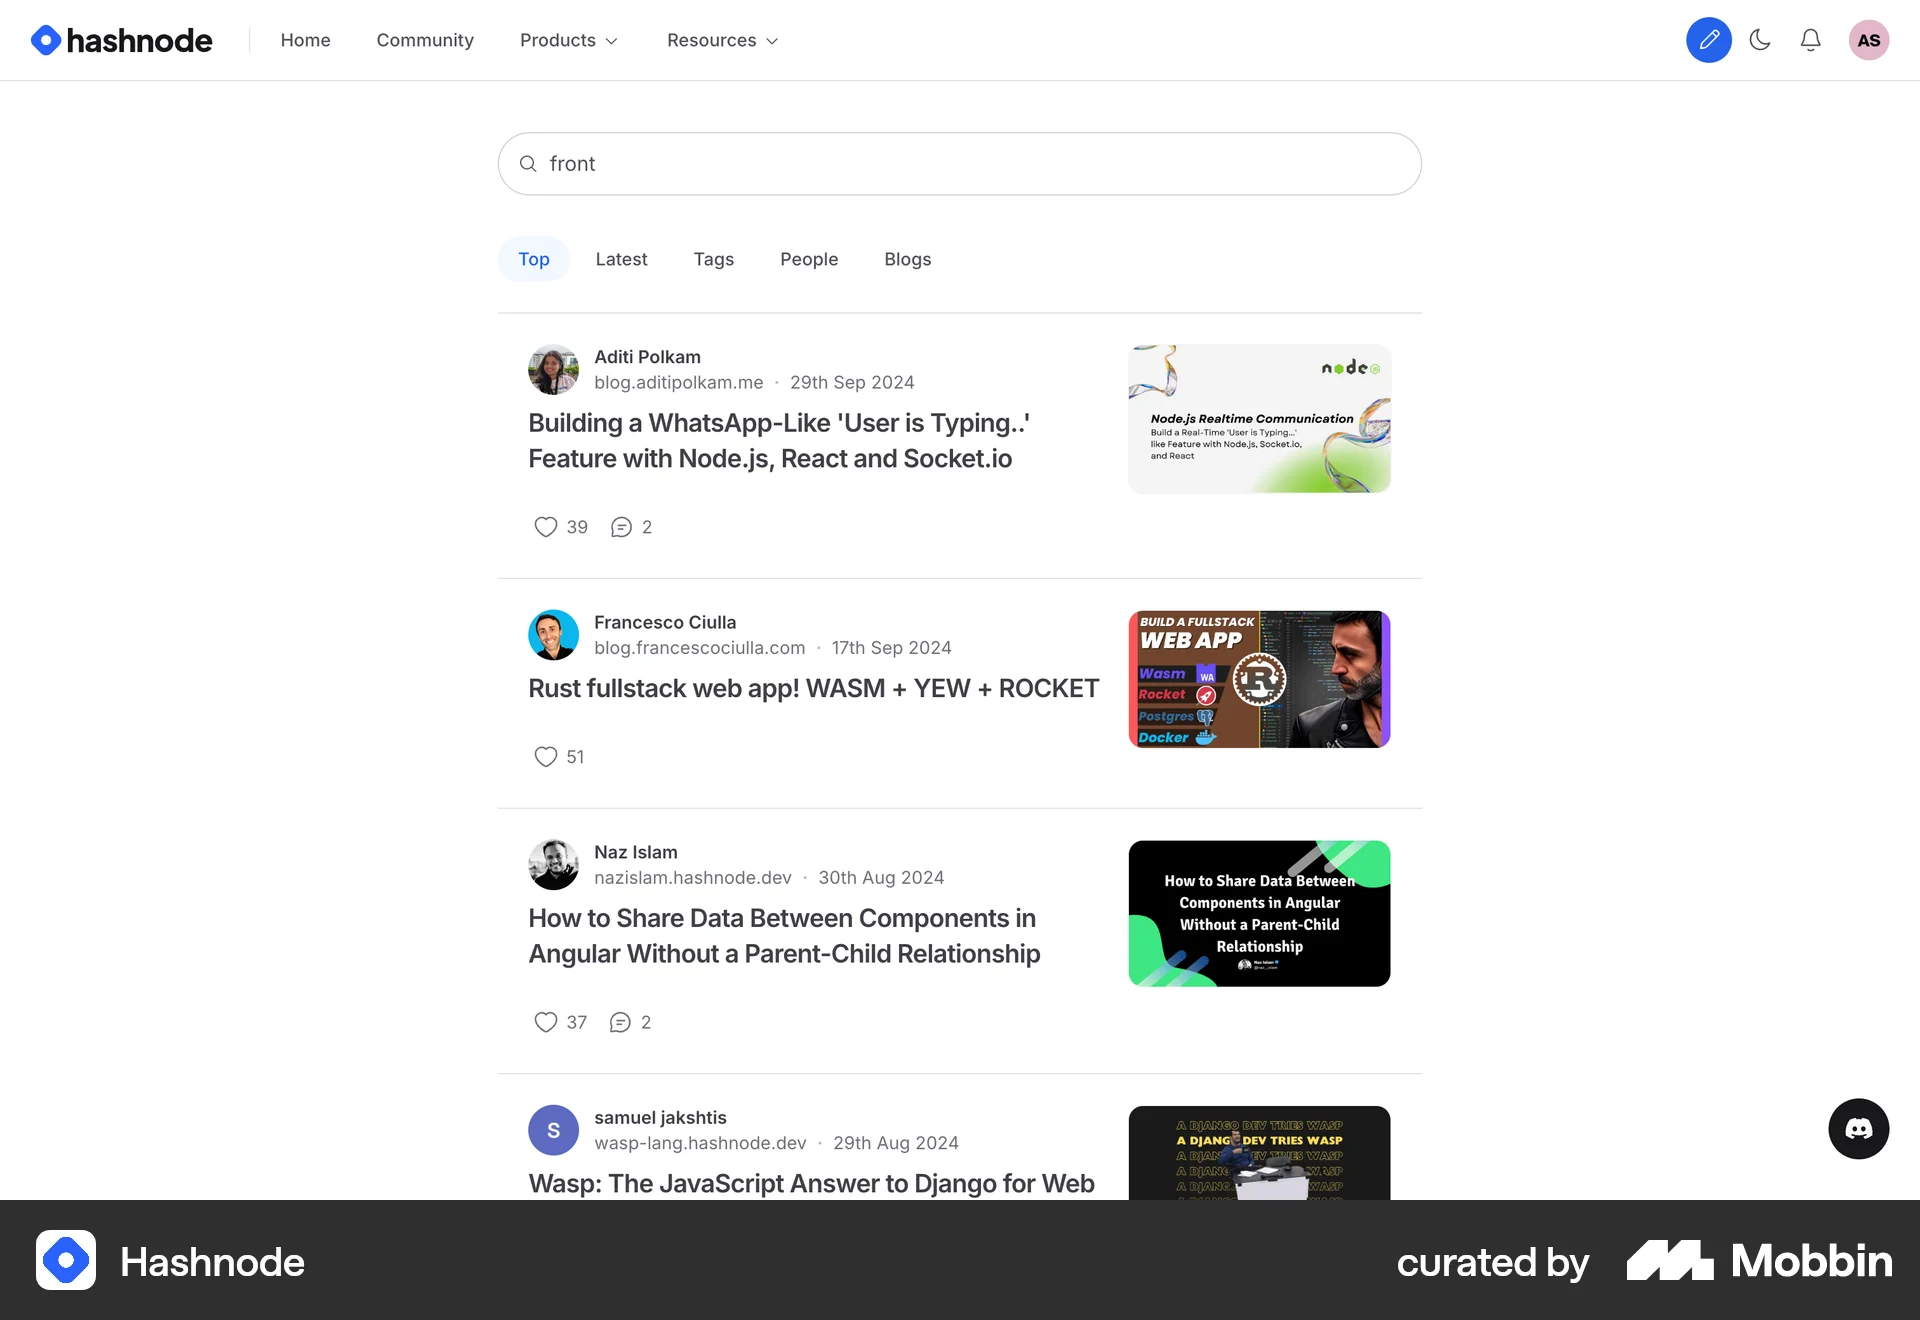 hashnode
Home
Community
Products
Resources
AS
front
Top
Latest
Tags
People
Blogs
Aditi Polkam
blog.aditipolkam.me · 29th Sep 2024
Building a WhatsApp-Like 'User is Typing..'
Feature with Node.js, React and Socket.io
39
2
node
JS
Node.js Realtime Communication
Build a Real-Time 'User is Typing...'
like Feature with Node.js, Socket.io,
and React
Francesco Ciulla
blog.francescociulla.com · 17th Sep 2024
Rust fullstack web app! WASM + YEW + ROCKET
51
BUILD A FULLSTACK
WEB APP
Wasm
WA
Rocket
Postgres
Docker
R
Naz Islam
nazislam.hashnode.dev · 30th Aug 2024
How to Share Data Between Components in
Angular Without a Parent-Child Relationship
37
2
How to Share Data Between
Components in Angular
Without a Parent-Child
Relationship
Naz Islam
@naz_islam
S
samuel jakshtis
wasp-lang.hashnode.dev · 29th Aug 2024
Wasp: The JavaScript Answer to Django for Web
A DJANGO DEV TRIES WASP
A DJANGO DEV TRIES WASP
Hashnode
curated by
Mobbin